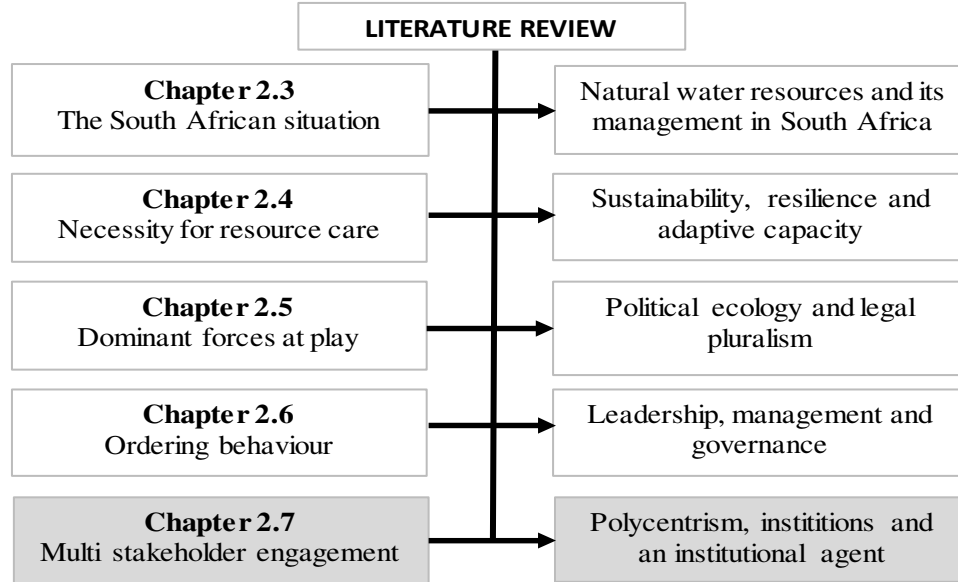 LITERATURE REVIEW
Chapter 2.3
The South African situation
Natural water resources and its
management in South Africa
Chapter 2.4
Necessity for resource care
Sustainability, resilience and
adaptive capacity
Chapter 2.5
Dominant forces at play
Political ecology and legal
pluralism
Chapter 2.6
Ordering behaviour
Leadership, management and
governance
Chapter 2.7
Multi stakeholder engagement
Polycentrism, instititions and
an institutional agent